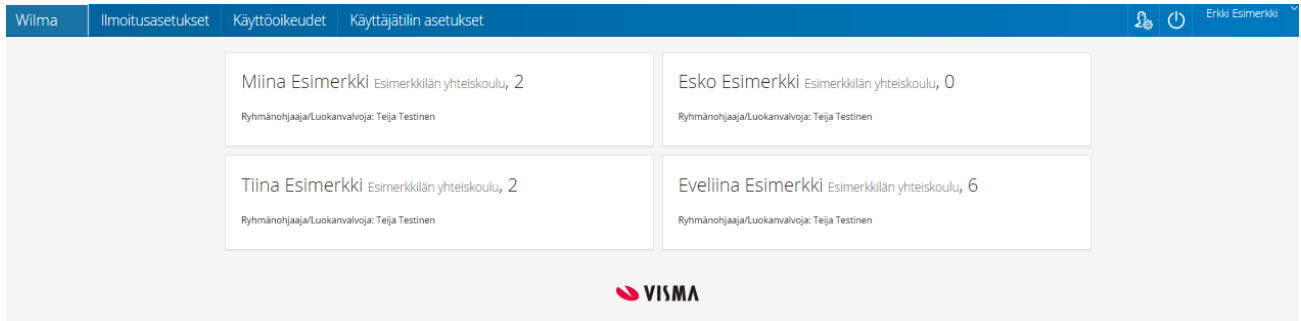 Wilma Ilmoitusasetukset Käyttöoikeudet Käyttäjätilin asetukset Erkki Esimerkki
Miina Esimerkki Esimerkkilän yhteiskoulu, 2
Ryhmänohjaaja/Luokanvalvoja: Teija Testinen
Esko Esimerkki Esimerkkilän yhteiskoulu, 0
Ryhmänohjaaja/Luokanvalvoja: Teija Testinen
Tiina Esimerkki Esimerkkilän yhteiskoulu, 2
Ryhmänohjaaja/Luokanvalvoja: Teija Testinen
Eveliina Esimerkki Esimerkkilän yhteiskoulu, 6
Ryhmänohjaaja/Luokanvalvoja: Teija Testinen
VISMA